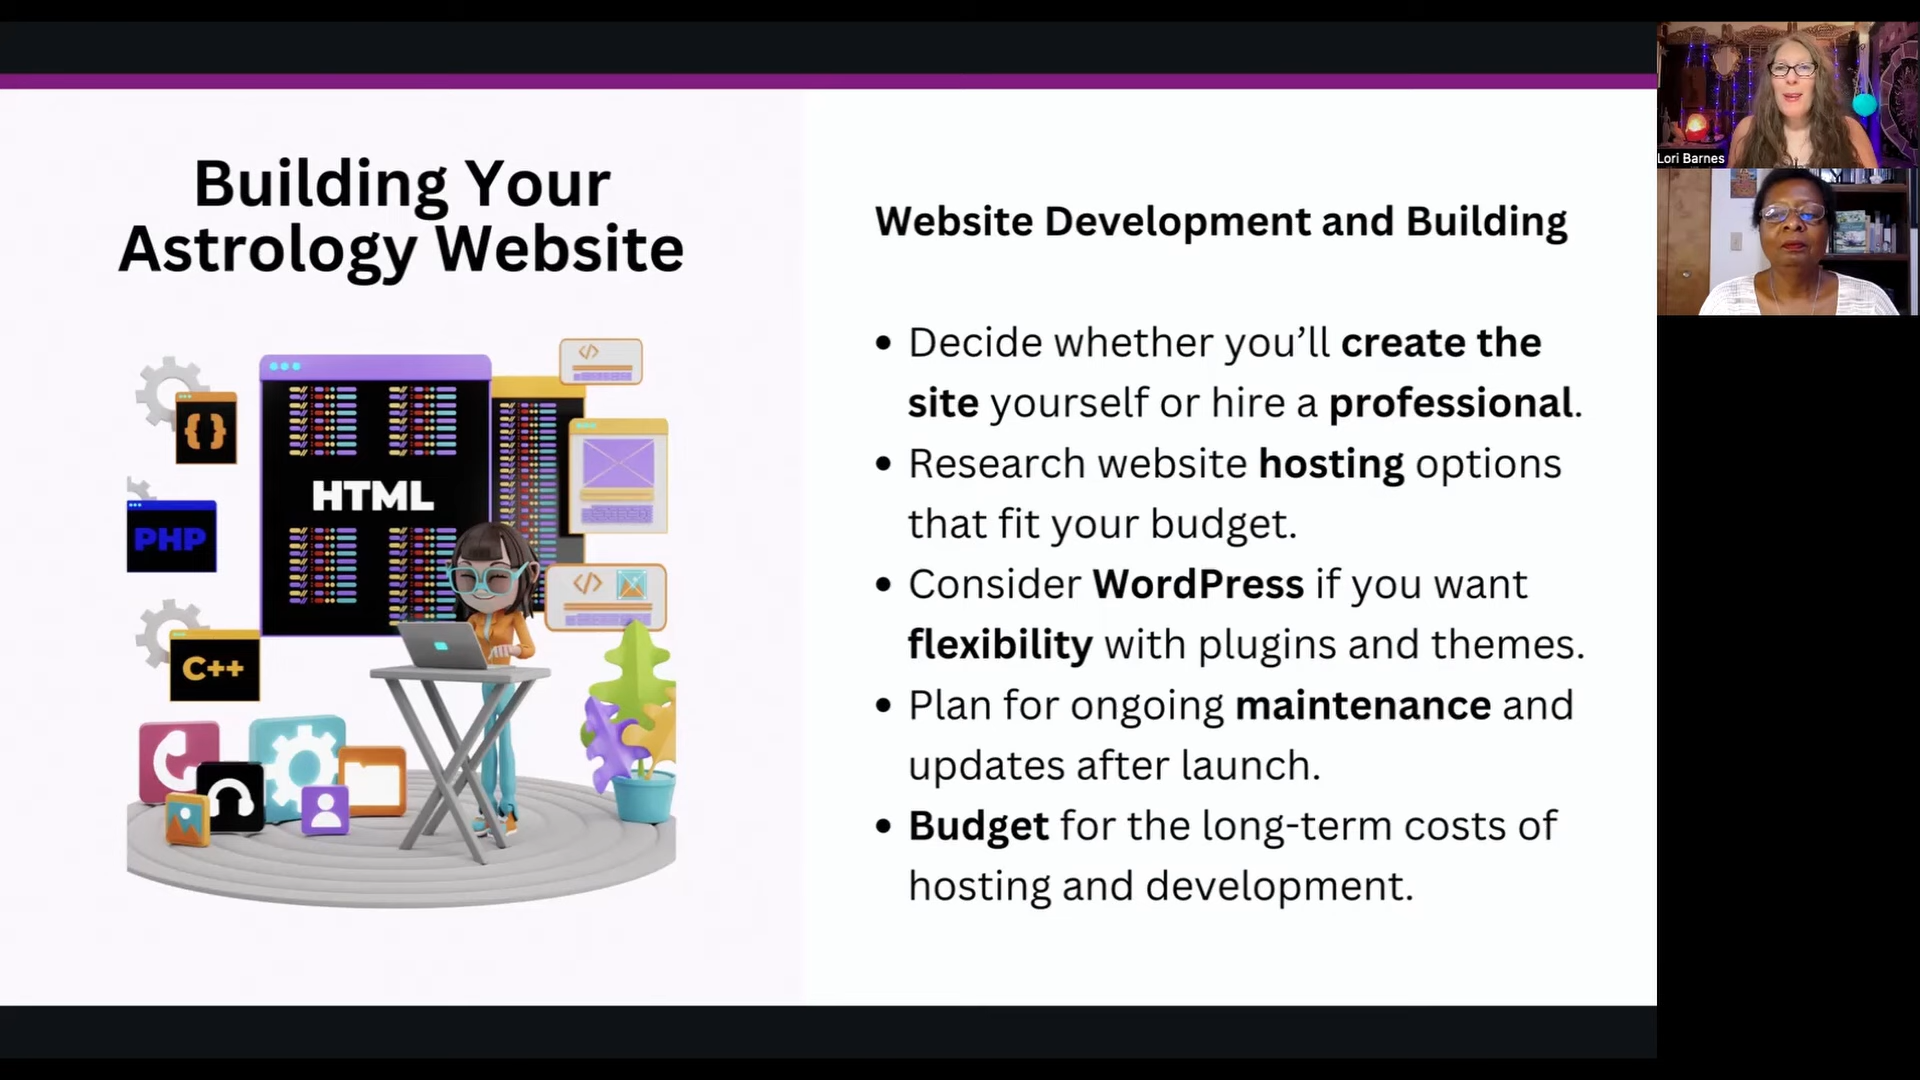 Building Your
Astrology Website
</>
{ }
HTML
PHP
</>
C++
Website Development and Building
• Decide whether you’ll create the
site yourself or hire a professional.
• Research website hosting options
that fit your budget.
• Consider WordPress if you want
flexibility with plugins and themes.
• Plan for ongoing maintenance and
updates after launch.
• Budget for the long-term costs of
hosting and development.
Lori Barnes